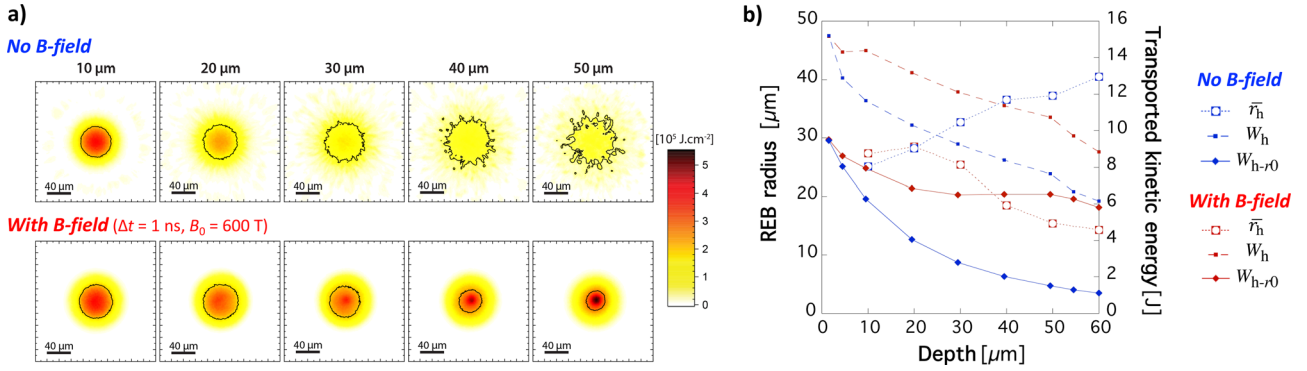 a)
No B-field
10 µm 20 µm 30 µm 40 µm 50 µm
40 µm 40 µm 40 µm 40 µm 40 µm
[10⁵ J.cm⁻²]
5
4
3
2
1
0
With B-field (Δt = 1 ns, B₀ = 600 T)
40 µm 40 µm 40 µm 40 µm 40 µm
b)
REB radius [µm]
50
40
30
20
10
0
Transported kinetic energy [J]
16
14
12
10
8
6
4
2
0
0 10 20 30 40 50 60
Depth [µm]
No B-field
r̅h
Wh
Wh-r0
With B-field
r̅h
Wh
Wh-r0